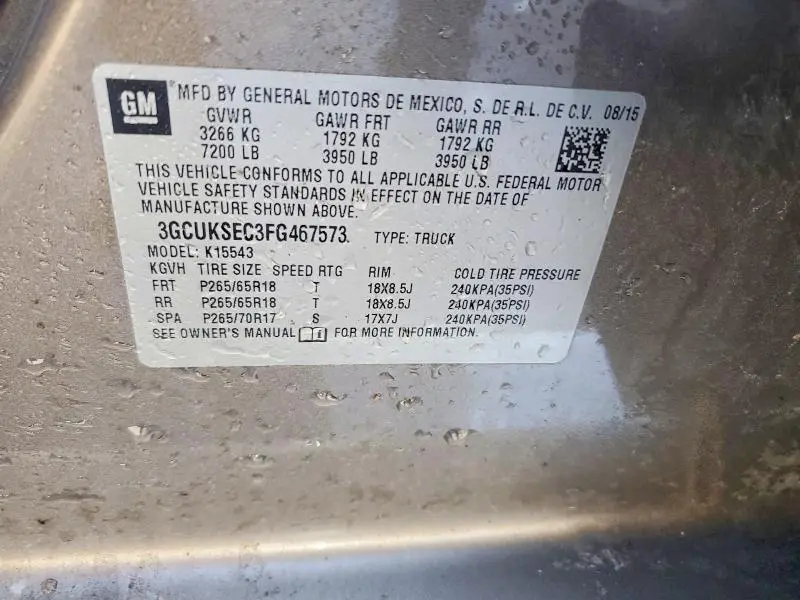 GM ® MFD BY GENERAL MOTORS DE MEXICO, S. DE R.L. DE C.V. 08/15
GVWR GAWR FRT GAWR RR
3266 KG 1792 KG 1792 KG
7200 LB 3950 LB 3950 LB
THIS VEHICLE CONFORMS TO ALL APPLICABLE U.S. FEDERAL MOTOR
VEHICLE SAFETY STANDARDS IN EFFECT ON THE DATE OF
MANUFACTURE SHOWN ABOVE.
3GCUKSEC3FG467573 TYPE: TRUCK
MODEL: K15543
KGVH TIRE SIZE SPEED RTG RIM COLD TIRE PRESSURE
FRT P265/65R18 T 18X8.5J 240KPA(35PSI)
RR P265/65R18 T 18X8.5J 240KPA(35PSI)
SPA P265/70R17 S 17X7J 240KPA(35PSI)
SEE OWNER'S MANUAL FOR MORE INFORMATION.